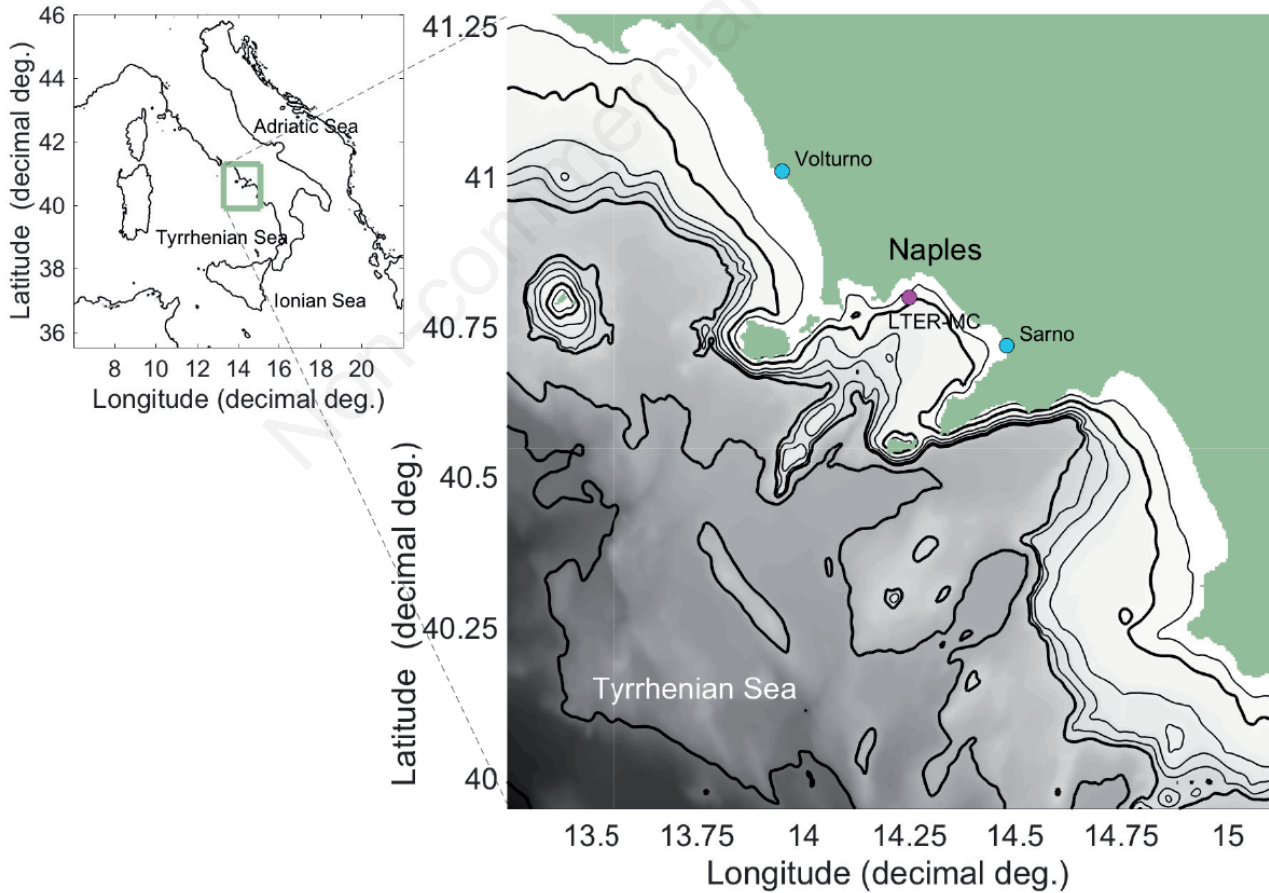 46
44
42
40
38
36
Latitude (decimal deg.)
Adriatic Sea
Tyrrhenian Sea
Ionian Sea
6 8 10 12 14 16 18 20
Longitude (decimal deg.)
41.25
41
40.75
40.5
40.25
40
Latitude (decimal deg.)
Volturno
Naples
LTER-MC
Sarno
Tyrrhenian Sea
13.5 13.75 14 14.25 14.5 14.75 15
Longitude (decimal deg.)
Non-commercial